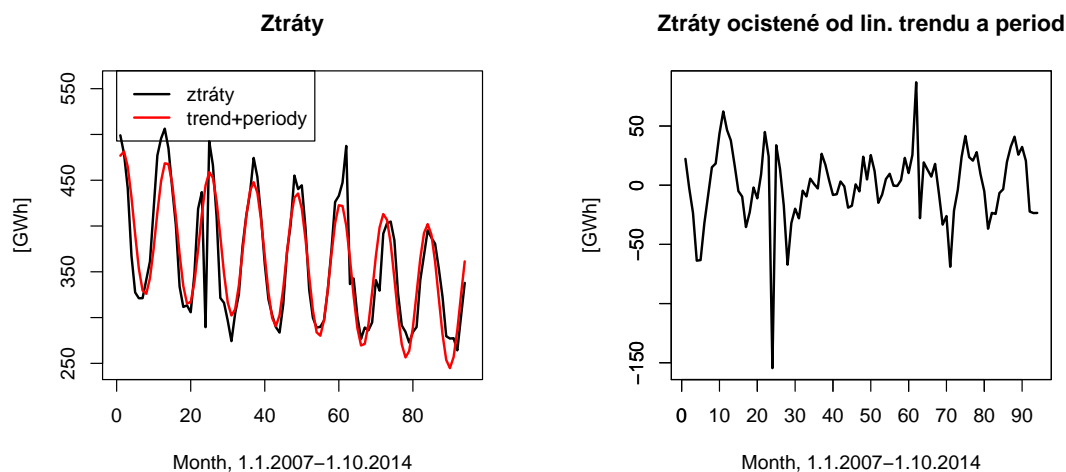 Ztráty
550
450
350
250
[GWh]
ztráty
trend+periody
0 20 40 60 80
Month, 1.1.2007−1.10.2014
Ztráty ocistené od lin. trendu a period
50
0
−50
−150
[GWh]
0 10 20 30 40 50 60 70 80 90
Month, 1.1.2007−1.10.2014